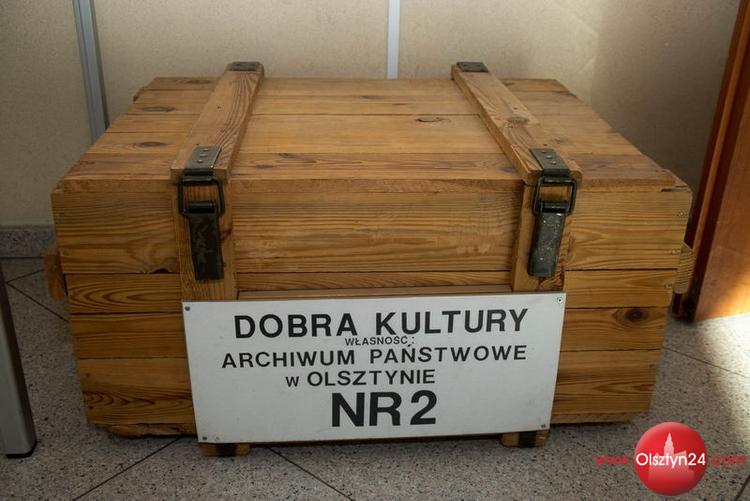 DOBRA KULTURY
WŁASNOŚĆ:
ARCHIWUM PAŃSTWOWE
W OLSZTYNIE
NR2
www.Olsztyn24.com